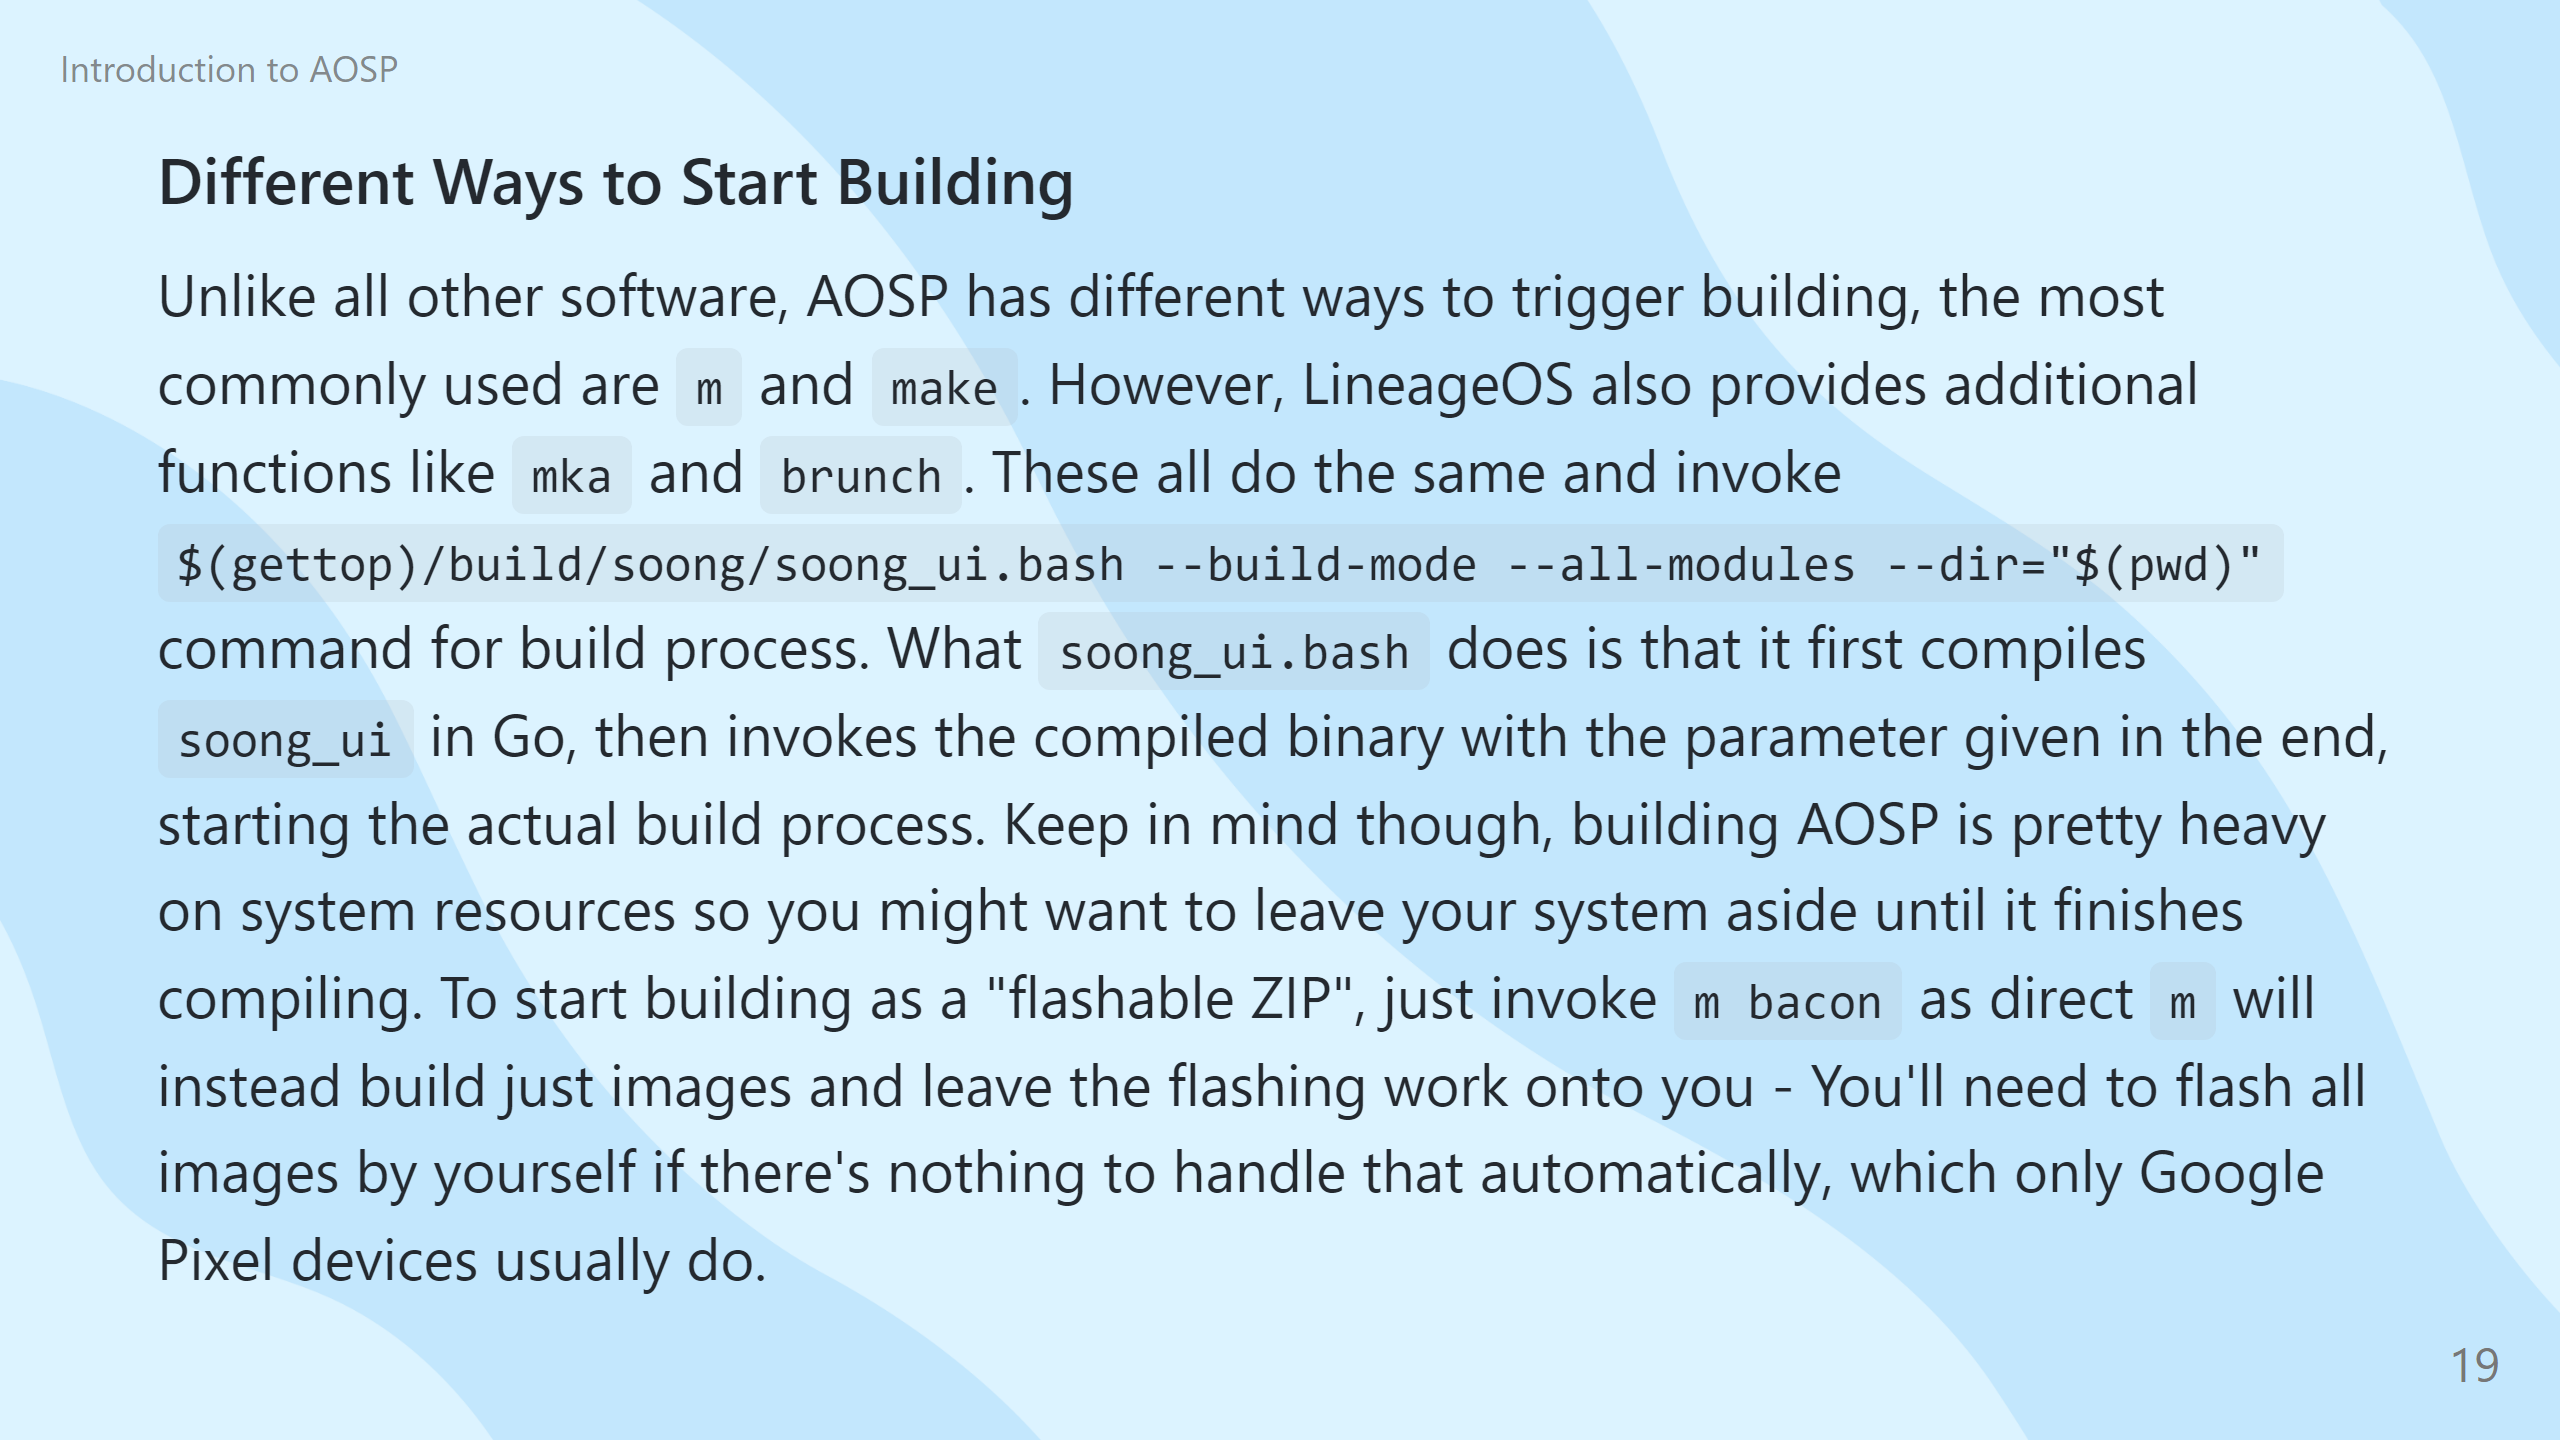 Introduction to AOSP
Different Ways to Start Building
Unlike all other software, AOSP has different ways to trigger building, the most
commonly used are m and make. However, LineageOS also provides additional
functions like mka and brunch. These all do the same and invoke
$(gettop)/build/soong/soong_ui.bash --build-mode --all-modules --dir="$(pwd)"
command for build process. What soong_ui.bash does is that it first compiles
soong_ui in Go, then invokes the compiled binary with the parameter given in the end,
starting the actual build process. Keep in mind though, building AOSP is pretty heavy
on system resources so you might want to leave your system aside until it finishes
compiling. To start building as a "flashable ZIP", just invoke m bacon as direct m will
instead build just images and leave the flashing work onto you - You'll need to flash all
images by yourself if there's nothing to handle that automatically, which only Google
Pixel devices usually do.
19